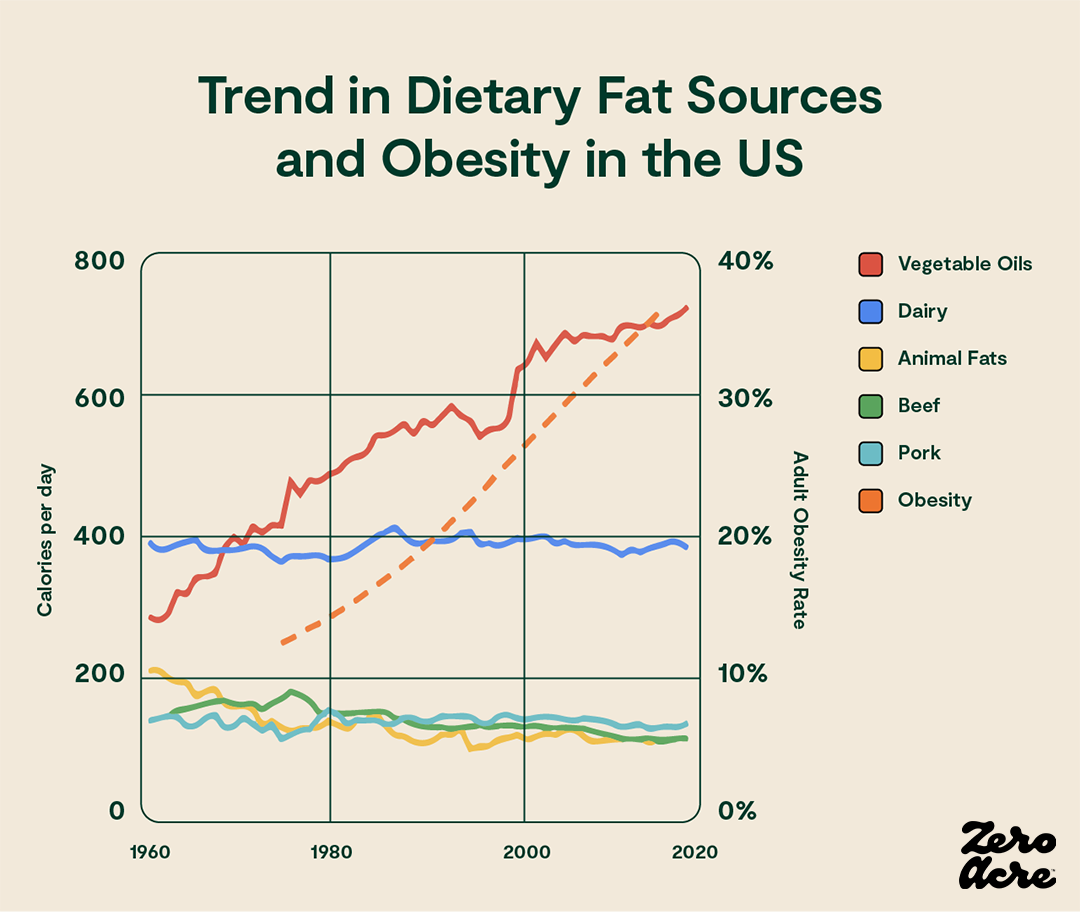 Trend in Dietary Fat Sources
and Obesity in the US
800
600
400
200
0
Calories per day
40%
30%
20%
10%
0%
Adult Obesity Rate
1960
1980
2000
2020
Vegetable Oils
Dairy
Animal Fats
Beef
Pork
Obesity
Zero
Acre